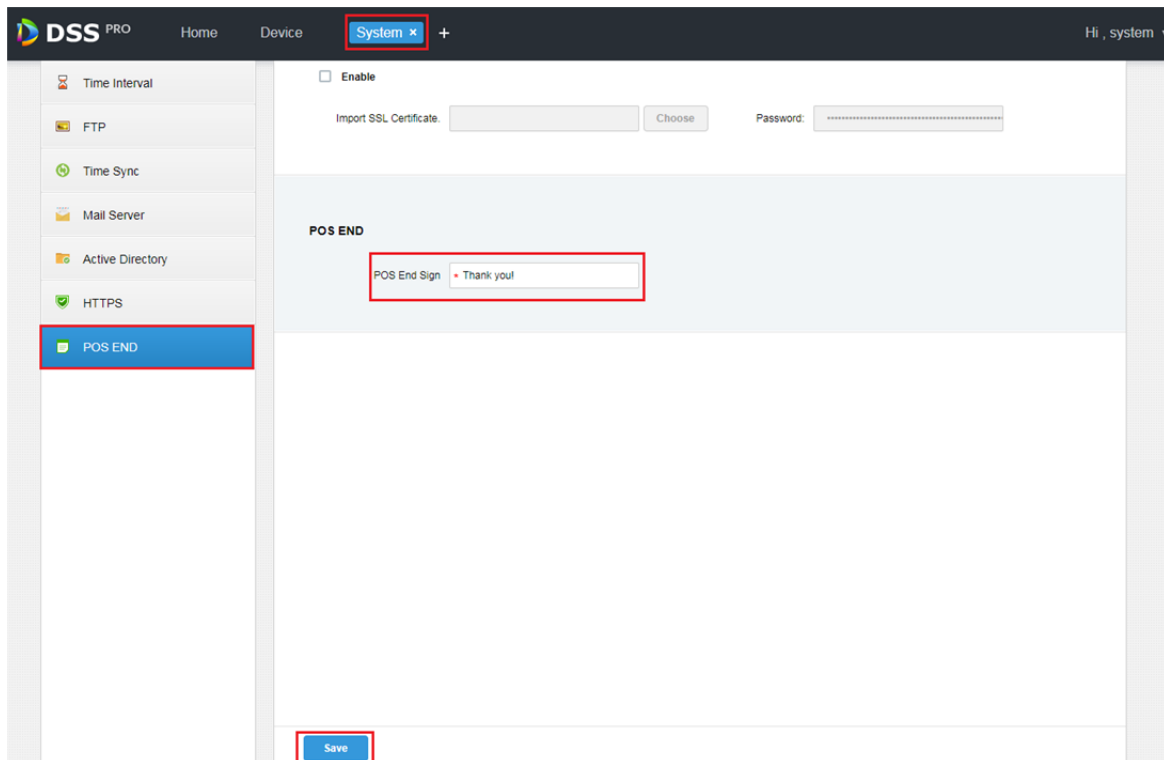 DSS PRO Home Device System × + Hi , system
Time Interval
FTP
Time Sync
Mail Server
Active Directory
HTTPS
POS END
Enable
Import SSL Certificate. Choose Password: 
POS END
POS End Sign * Thank you!
Save